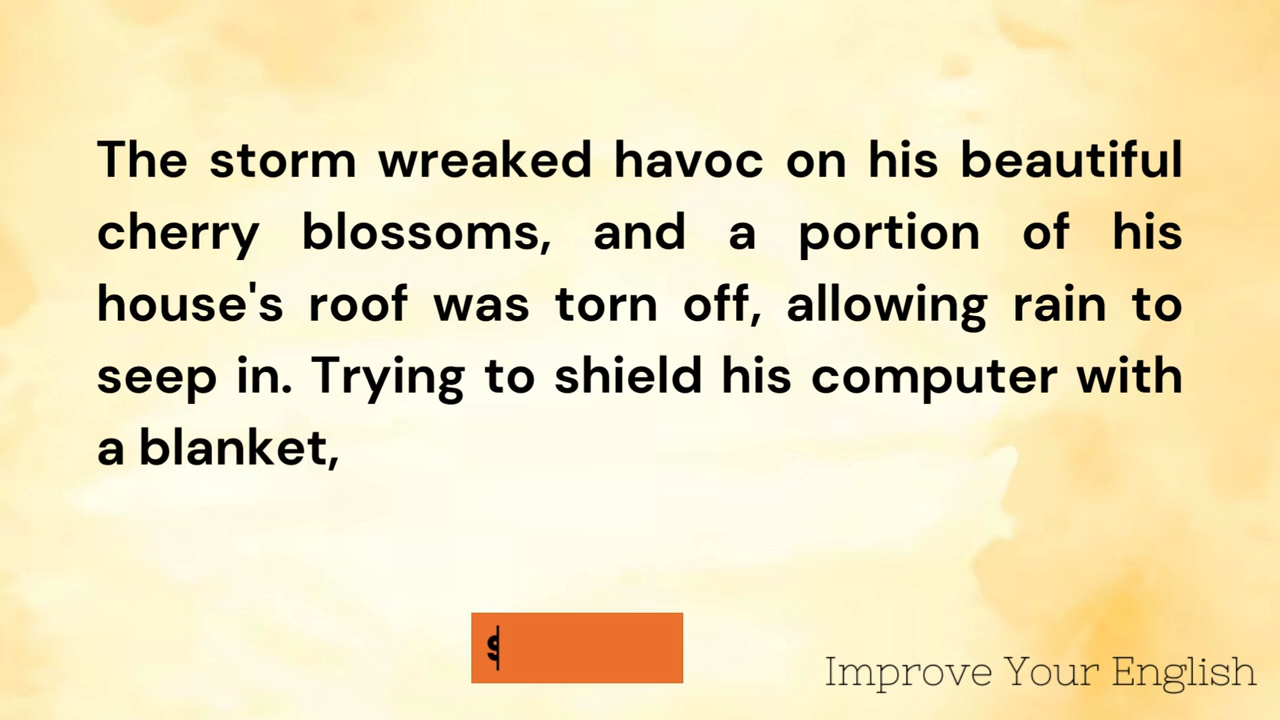 The storm wreaked havoc on his beautiful
cherry blossoms, and a portion of his
house's roof was torn off, allowing rain to
seep in. Trying to shield his computer with
a blanket,
Improve Your English